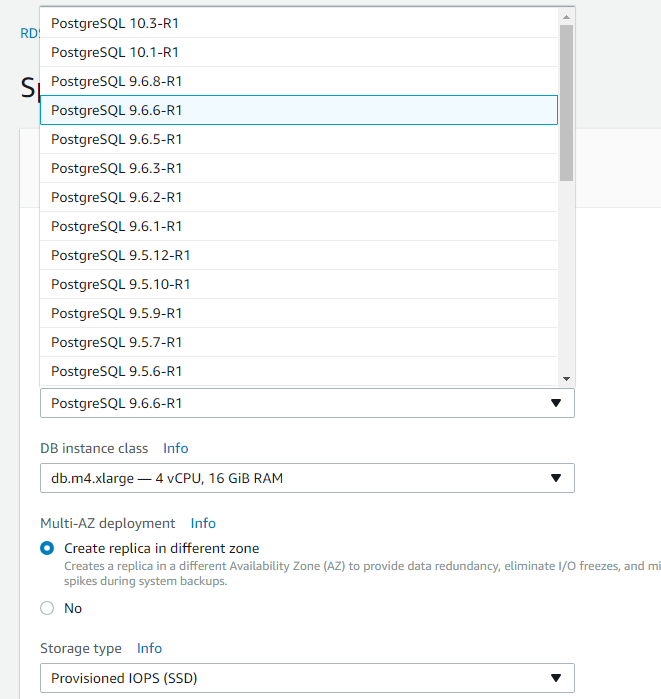 PostgreSQL 10.3-R1
RDS
PostgreSQL 10.1-R1
PostgreSQL 9.6.8-R1
PostgreSQL 9.6.6-R1
PostgreSQL 9.6.5-R1
PostgreSQL 9.6.3-R1
PostgreSQL 9.6.2-R1
PostgreSQL 9.6.1-R1
PostgreSQL 9.5.12-R1
PostgreSQL 9.5.10-R1
PostgreSQL 9.5.9-R1
PostgreSQL 9.5.7-R1
PostgreSQL 9.5.6-R1
PostgreSQL 9.6.6-R1
DB instance class Info
db.m4.xlarge — 4 vCPU, 16 GiB RAM
Multi-AZ deployment Info
Create replica in different zone
Creates a replica in a different Availability Zone (AZ) to provide data redundancy, eliminate I/O freezes, and mi
spikes during system backups.
No
Storage type Info
Provisioned IOPS (SSD)